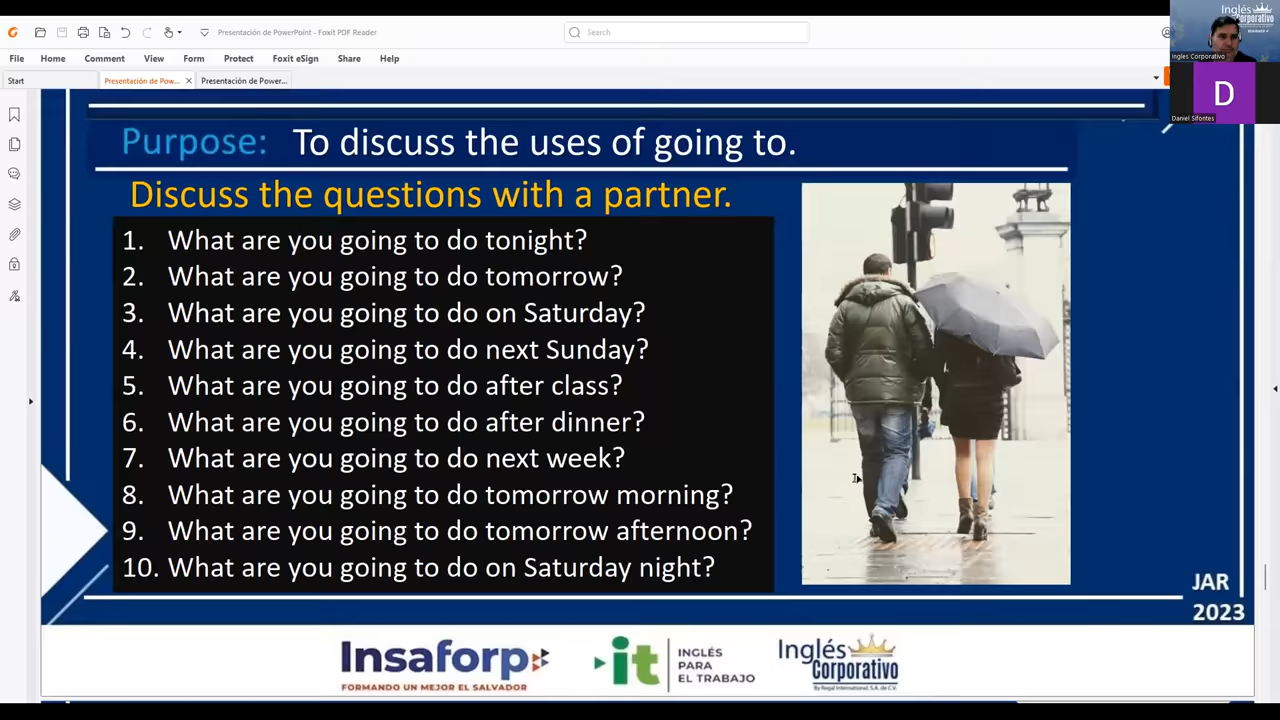 Presentación de PowerPoint - Foxit PDF Reader
Search
File Home Comment View Form Protect Foxit eSign Share Help
Start
Presentación de Pow...
Presentación de Power...
Inglés
Corporativo
Ingles Corporativo
D
Daniel Sifontes
Purpose: To discuss the uses of going to.
Discuss the questions with a partner.
1. What are you going to do tonight?
2. What are you going to do tomorrow?
3. What are you going to do on Saturday?
4. What are you going to do next Sunday?
5. What are you going to do after class?
6. What are you going to do after dinner?
7. What are you going to do next week?
8. What are you going to do tomorrow morning?
9. What are you going to do tomorrow afternoon?
10. What are you going to do on Saturday night?
JAR
2023
Insaforp
FORMANDO UN MEJOR EL SALVADOR
it
INGLÉS
PARA
EL TRABAJO
Inglés
Corporativo
By Regal International, S.A. de C.V.